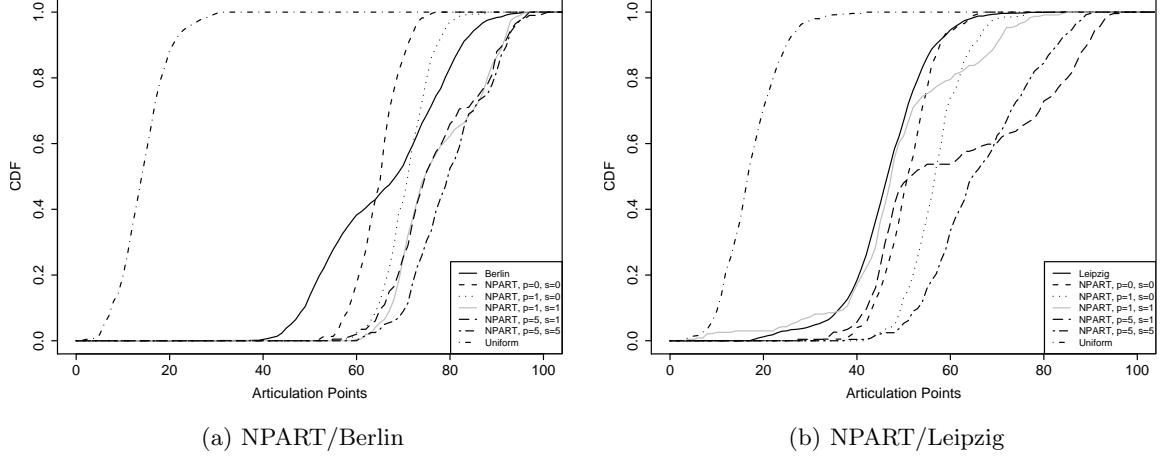 CDF
1.0
0.8
0.6
0.4
0.2
0.0
Berlin
NPART, p=0, s=0
NPART, p=1, s=0
NPART, p=1, s=1
NPART, p=5, s=1
NPART, p=5, s=5
Uniform
0 20 40 60 80 100
Articulation Points
(a) NPART/Berlin
CDF
1.0
0.8
0.6
0.4
0.2
0.0
Leipzig
NPART, p=0, s=0
NPART, p=1, s=0
NPART, p=1, s=1
NPART, p=5, s=1
NPART, p=5, s=5
Uniform
0 20 40 60 80 100
Articulation Points
(b) NPART/Leipzig